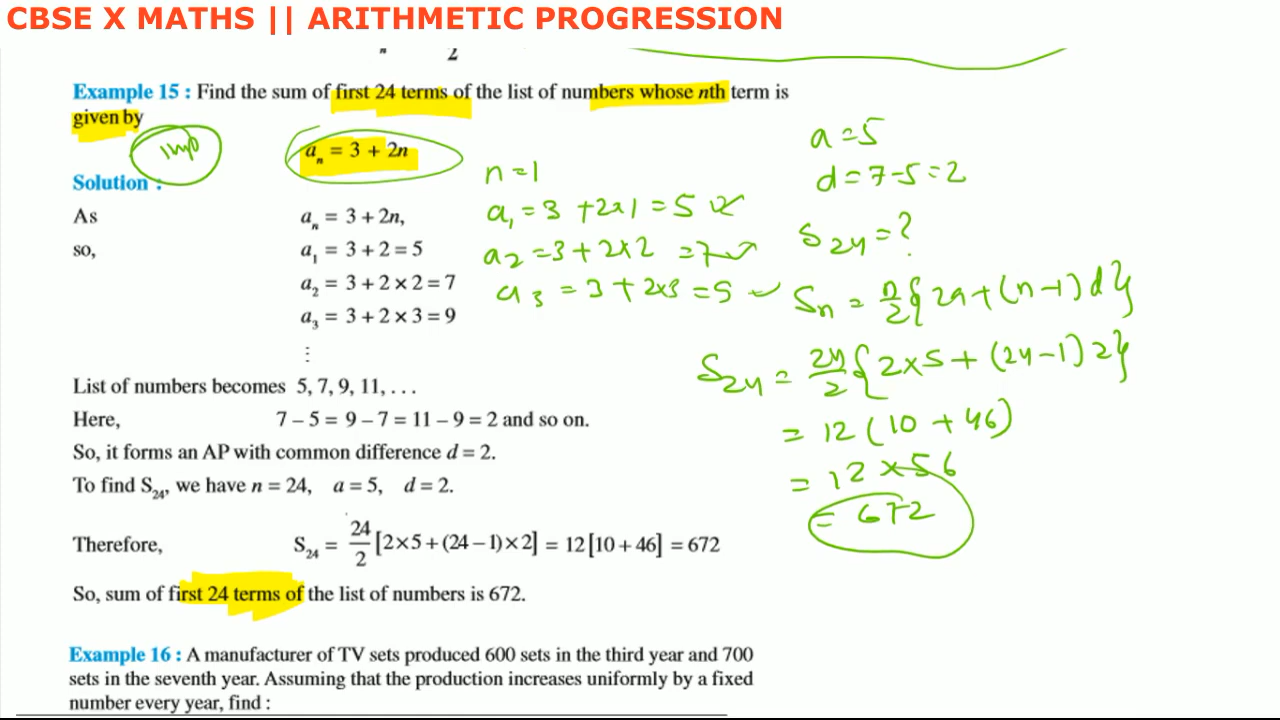 CBSE X MATHS || ARITHMETIC PROGRESSION
n 2
Example 15 : Find the sum of first 24 terms of the list of numbers whose nth term is
given by
imp
aₙ = 3 + 2n
Solution :
As aₙ = 3 + 2n,
so, a₁ = 3 + 2 = 5
a₂ = 3 + 2 × 2 = 7
a₃ = 3 + 2 × 3 = 9
⋮
List of numbers becomes 5, 7, 9, 11, . . .
Here, 7 – 5 = 9 – 7 = 11 – 9 = 2 and so on.
So, it forms an AP with common difference d = 2.
To find S₂₄, we have n = 24, a = 5, d = 2.
Therefore, S₂₄ = 24/2 [2×5 + (24 – 1) × 2] = 12[10 + 46] = 672
So, sum of first 24 terms of the list of numbers is 672.
Example 16 : A manufacturer of TV sets produced 600 sets in the third year and 700
sets in the seventh year. Assuming that the production increases uniformly by a fixed
number every year, find :
n = 1
a₁ = 3 + 2×1 = 5
a₂ = 3 + 2×2 = 7
a₃ = 3 + 2×3 = 9
a = 5
d = 7-5 = 2
S₂₄ = ?
Sₙ = n/2 { 2a + (n-1) d }
S₂₄ = 24/2 { 2×5 + (24-1) 2 }
= 12 ( 10 + 46 )
= 12 × 56
= 672